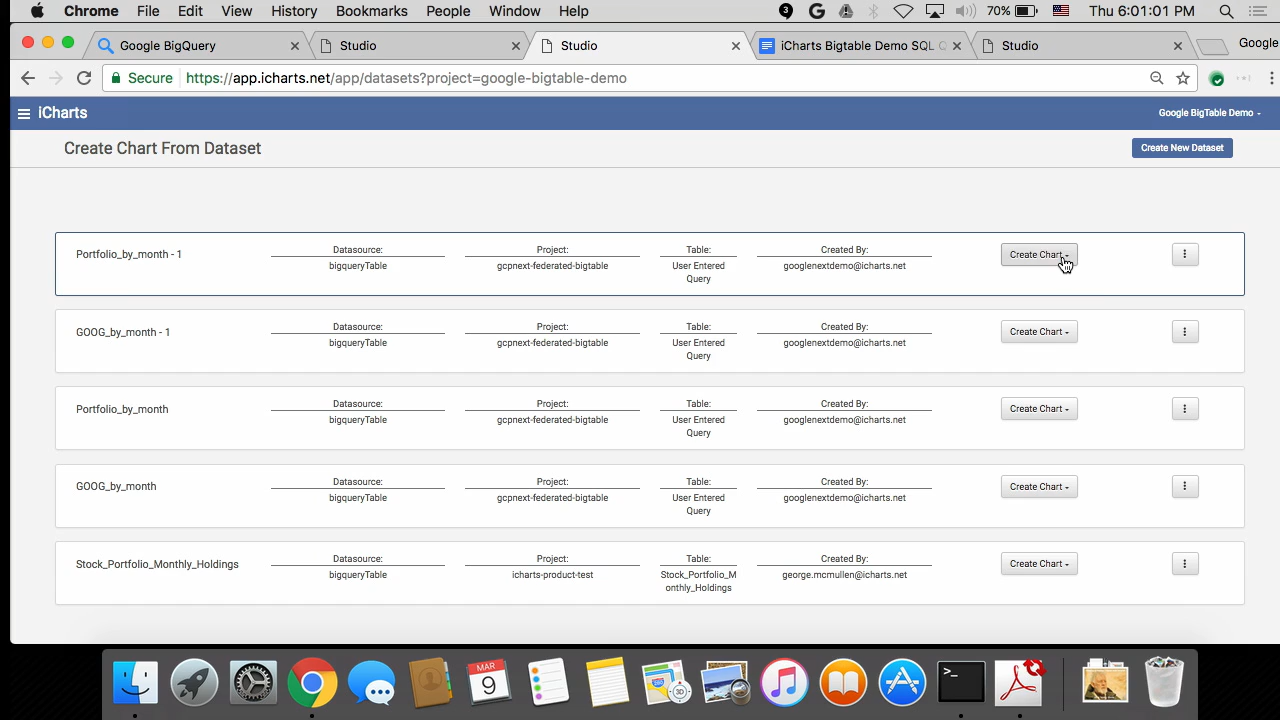 Chrome File Edit View History Bookmarks People Window Help 3 70% Thu 6:01:01 PM
Google BigQuery Studio Studio iCharts Bigtable Demo SQL Studio Google
Secure https://app.icharts.net/app/datasets?project=google-bigtable-demo
iCharts Google BigTable Demo
Create Chart From Dataset Create New Dataset
Portfolio_by_month - 1 Datasource: Project: Table: Created By: Create Chart
bigqueryTable gcpnext-federated-bigtable User Entered googlenextdemo@icharts.net
Query
GOOG_by_month - 1 Datasource: Project: Table: Created By: Create Chart
bigqueryTable gcpnext-federated-bigtable User Entered googlenextdemo@icharts.net
Query
Portfolio_by_month Datasource: Project: Table: Created By: Create Chart
bigqueryTable gcpnext-federated-bigtable User Entered googlenextdemo@icharts.net
Query
GOOG_by_month Datasource: Project: Table: Created By: Create Chart
bigqueryTable gcpnext-federated-bigtable User Entered googlenextdemo@icharts.net
Query
Stock_Portfolio_Monthly_Holdings Datasource: Project: Table: Created By: Create Chart
bigqueryTable icharts-product-test Stock_Portfolio_M george.mcmullen@icharts.net
onthly_Holdings
MAR
9
3D